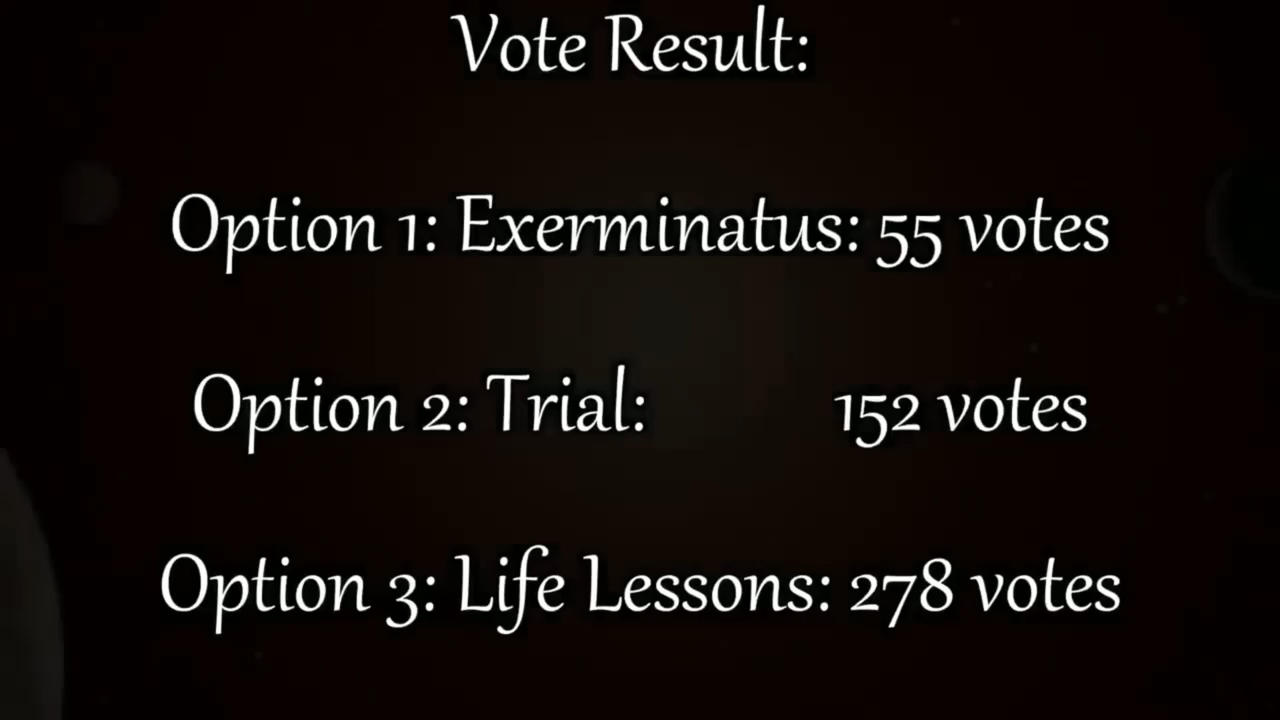 Vote Result:
Option 1: Exerminatus: 55 votes
Option 2: Trial: 152 votes
Option 3: Life Lessons: 278 votes